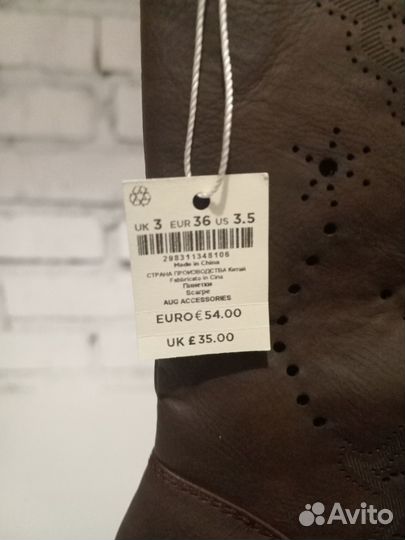 UK 3 EUR 36 US 3.5
298311348106
Made in China
СТРАНА ПРОИЗВОДСТВА Китай
Fabbricato in Cina
Пинетки
Scarpe
AUG ACCESSORIES
EURO € 54.00
UK £ 35.00
Avito